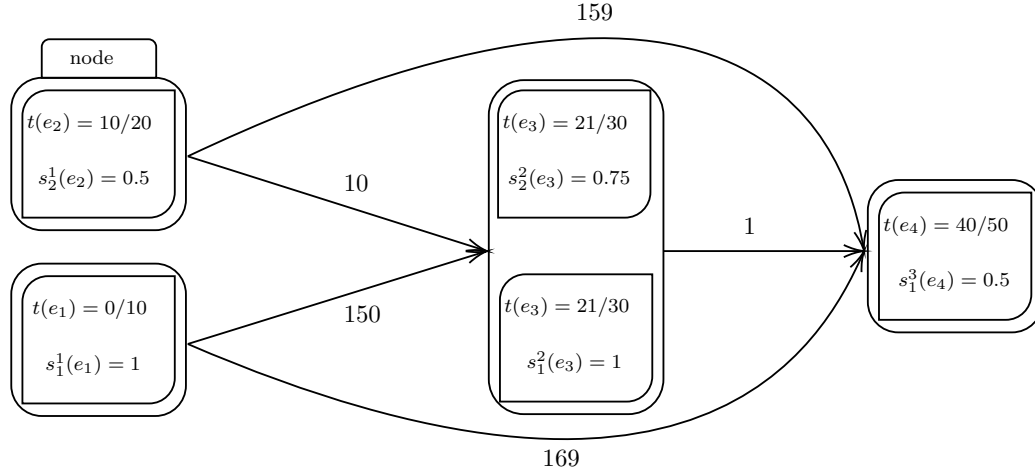 159
node
t(e_2) = 10/20
s_2^1(e_2) = 0.5
t(e_1) = 0/10
s_1^1(e_1) = 1
10
150
t(e_3) = 21/30
s_2^2(e_3) = 0.75
t(e_3) = 21/30
s_1^2(e_3) = 1
1
169
t(e_4) = 40/50
s_1^3(e_4) = 0.5